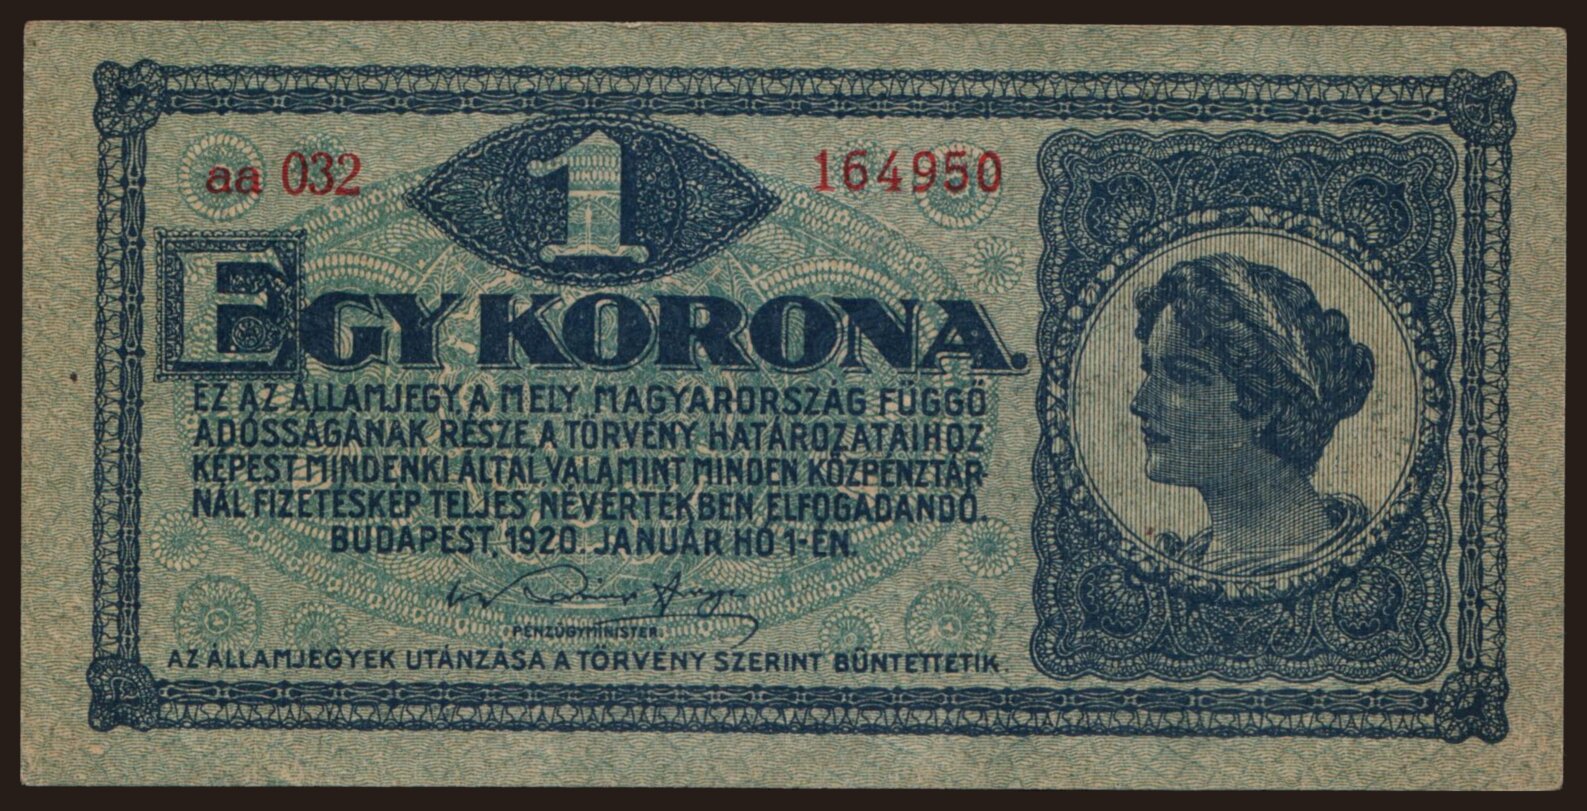 aa 032
1
164950
EGY KORONA.
EZ AZ ÁLLAMJEGY, A MELY MAGYARORSZÁG FÜGGŐ
ADÓSSÁGÁNAK RÉSZE, A TÖRVÉNY HATÁROZATAIHOZ
KÉPEST MINDENKI ÁLTAL, VALAMINT MINDEN KÖZPÉNZTÁR-
NÁL FIZETÉSKÉP TELJES NÉVÉRTÉKBEN ELFOGADANDÓ.
BUDAPEST, 1920. JANUÁR HÓ 1-ÉN.
PÉNZÜGYMINISTER.
AZ ÁLLAMJEGYEK UTÁNZÁSA A TÖRVÉNY SZERINT BÜNTETTETIK.